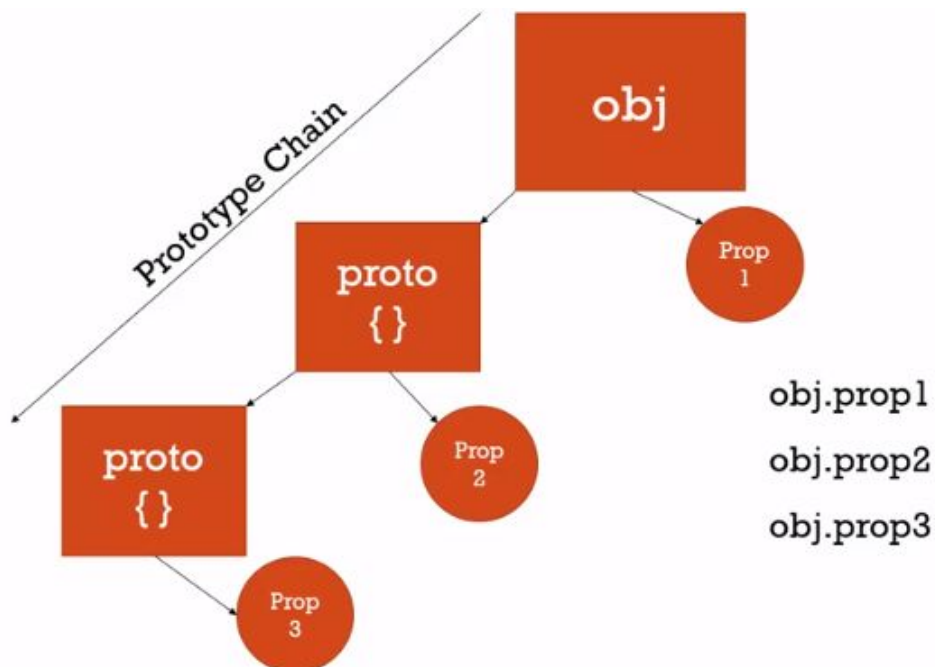 Prototype Chain
obj
Prop
1
proto
{ }
Prop
2
proto
{ }
Prop
3
obj.prop1
obj.prop2
obj.prop3